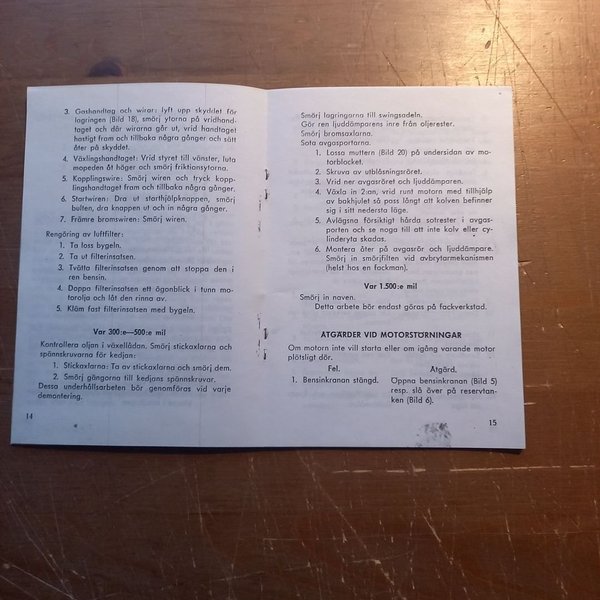 3. Gashandtag och wirar: lyft upp skyddet för
lagringen (Bild 18), smörj ytorna på vridhand-
taget och där wirarna gör ut, vrid handtaget
hastigt fram och tillbaka några gånger och sätt
åter på skyddet.
4. Växlingshandtaget: Vrid styret till vänster, luta
mopeden åt höger och smörj friktionsytorna.
5. Kopplingswire: Smörj wiren och tryck kopp-
lingshandtaget fram och tillbaka några gånger.
6. Startwiren: Dra ut starthjälpknappen, smörj
bulten, dra knappen ut och in några gånger.
7. Främre bromswiren: Smörj wiren.
Rengöring av luftfilter:
1. Ta loss bygeln.
2. Ta ut filterinsatsen.
3. Tvätta filterinsatsen genom att stoppa den i
ren bensin.
4. Doppa filterinsatsen ett ögonblick i tunn mo-
torolja och låt den rinna av.
5. Kläm fast filterinsatsen med bygeln.
Var 300:e—500:e mil
Kontrollera oljan i växellådan. Smörj stickaxlarna och
spännskruvarna för kedjan:
1. Stickaxlarna: Ta av stickaxlarna och smörj dem.
2. Smörj gängorna till kedjans spännskruvar.
Dessa underhållsarbeten bör genomföras vid varje
demontering.
14
Smörj lagringarna till swingsadeln.
Gör ren ljuddämparens inre från oljerester.
Smörj bromsaxlarna.
Sota avgasportarna.
1. Lossa muttern (Bild 20) på undersidan av mo-
torblocket.
2. Skruva av utblåsningsröret.
3. Vrid ner avgasröret och ljuddämparen.
4. Växla in 2:an, vrid runt motorn med tillhjälp
av bakhjulet så pass långt att kolven befinner
sig i sitt nederste läge.
5. Avlägsna försiktigt hårda sotrester i avgas-
porten och se noga till att inte kolv eller cy-
linderyta skadas.
6. Montera åter på avgasrör och ljuddämpare.
Smörj in smörjfilten vid avbrytarmekanismen
(helst hos en fackman).
Var 1.500:e mil
Smörj in naven.
Detta arbete bör endast göras på fackverkstad.
ATGÄRDER VID MOTORSTÖRNINGAR
Om motorn inte vill starta eller om igång varande motor
plötsligt dör.
Fel. Åtgärd.
1. Bensinkranen stängd. Öppna bensinkranan (Bild 5)
resp. slå över på reservtan-
ken (Bild 6).
15